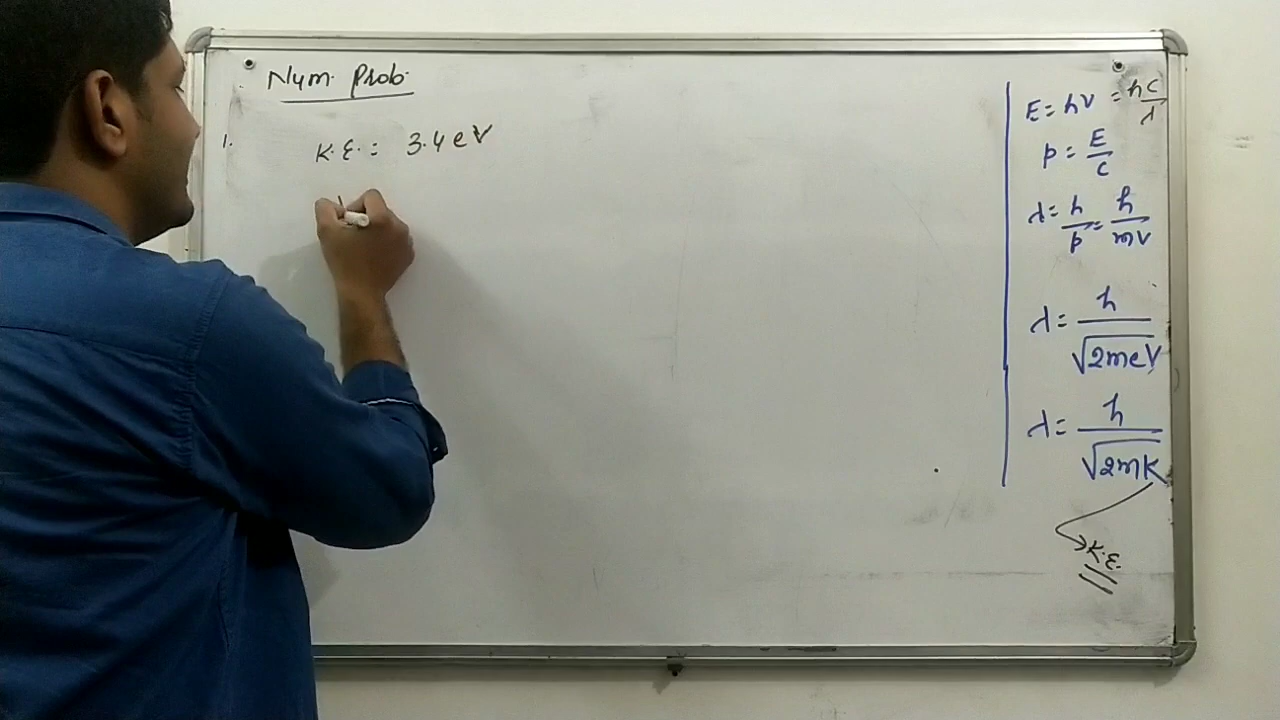 Num. Prob.
1. K.E. = 3.4 eV
E = hν = hc/λ
p = E/c
λ = h/p = h/mv
λ = h/√2meV
λ = h/√2mK
K.E.